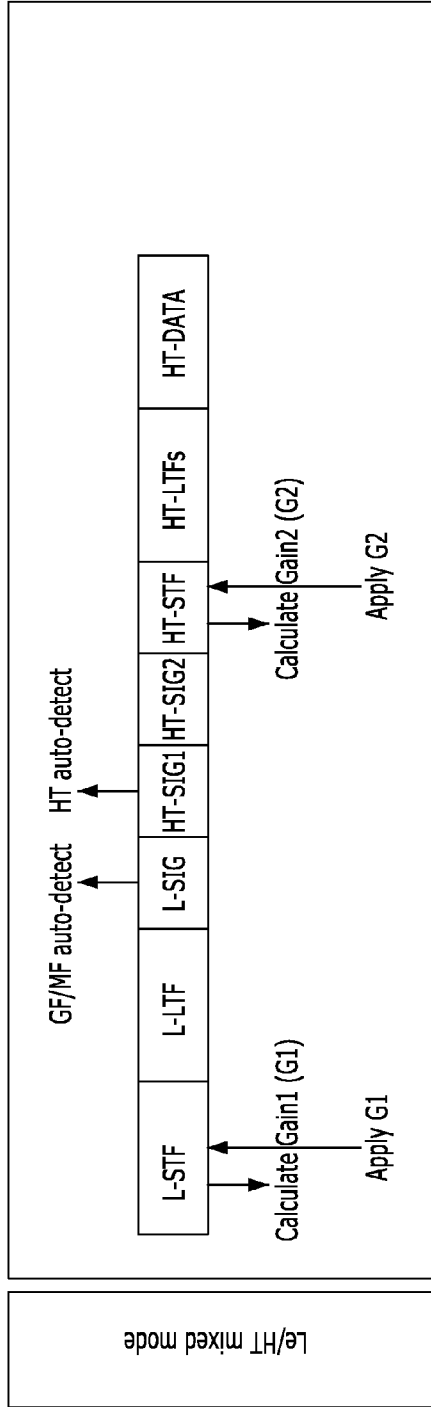 Le/HT mixed mode
GF/MF auto-detect
HT auto-detect
L-STF
L-LTF
L-SIG
HT-SIG1
HT-SIG2
HT-STF
HT-LTFs
HT-DATA
Calculate Gain1 (G1)
Apply G1
Calculate Gain2 (G2)
Apply G2